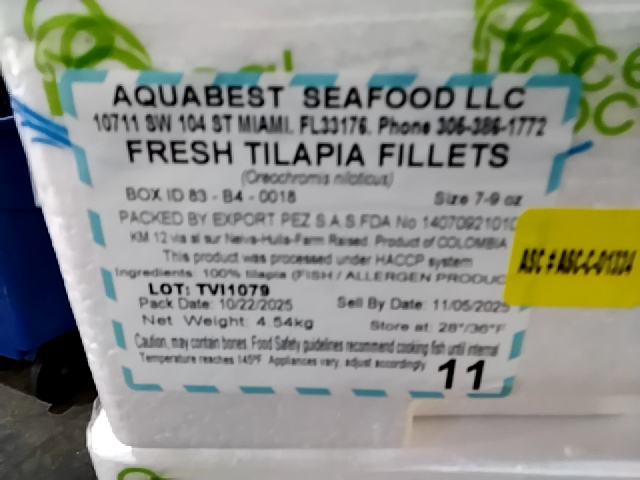 AQUABEST SEAFOOD LLC
10711 SW 104 ST MIAMI. FL33176. Phone 305-386-1772
FRESH TILAPIA FILLETS
(Oreochromis niloticus)
BOX ID 83 - B4 - 0018 Size 7-9 oz
PACKED BY EXPORT PEZ S.A.S FDA No 1407092101
KM 12 via al sur Neiva-Huila-Farm Raised. Product of COLOMBIA
This product was processed under HACCP system
Ingredients: 100% tilapia (FISH / ALLERGEN PRODUC
LOT: TVI1079
Pack Date: 10/22/2025 Sell By Date: 11/05/2025
Net Weight: 4.54kg Store at: 28°/36°F
Caution, may contain bones. Food Safety guidelines recommend cooking fish until internal
Temperature reaches 145°F. Appliances vary, adjust accordingly.
11
ASC # ASC-C-01334